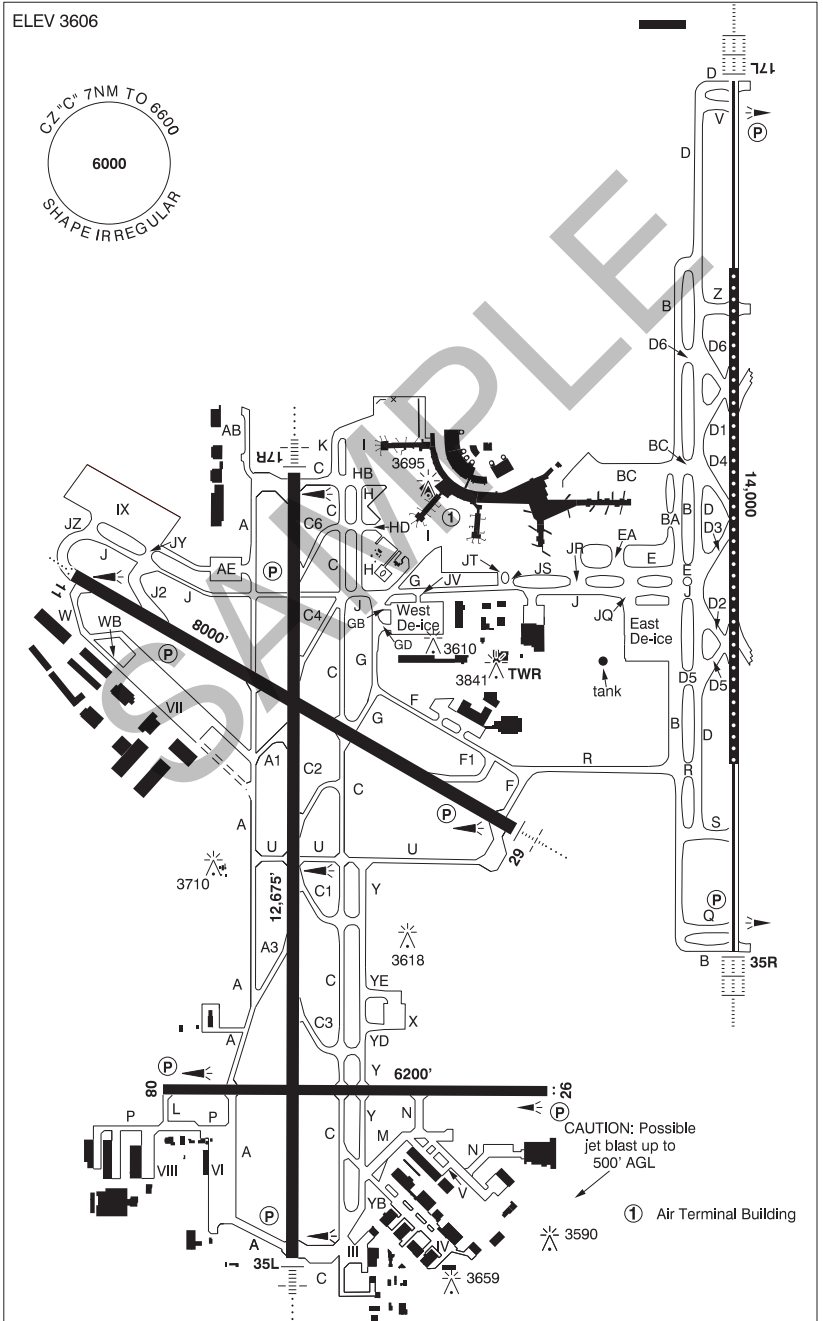 ELEV 3606
CZ "C" 7NM TO 6600
6000
SHAPE IRREGULAR
SAMPLE
17L
D
V
P
D
Z
B
D6
D6
D1
BC
D4
14,000
BC
BA
B
D
D3
EA
E
E
J
JR
J
JQ
East
De-ice
D2
D5
D5
tank
B
D
R
R
S
P
Q
B
35R
AB
17R
K
C
I
3695
HB
H
C
C6
HD
I
1
IX
JZ
JY
J
A
P
AE
C
H
JT
JS
G
JV
J2
J
11
W
WB
8000'
P
C4
J
GB
West
De-ice
GD
3610
3841
TWR
G
C
F
VII
G
F1
F
A1
C2
C
P
29
A
U
U
U
3710
12,675'
C1
Y
3618
A3
A
C
YE
C3
X
YD
A
P
Y
6200'
08
26
P
L
P
P
C
Y
N
M
N
CAUTION: Possible
jet blast up to
500' AGL
A
VIII
VI
V
YB
1 Air Terminal Building
P
IV
3590
A
III
35L
C
3659